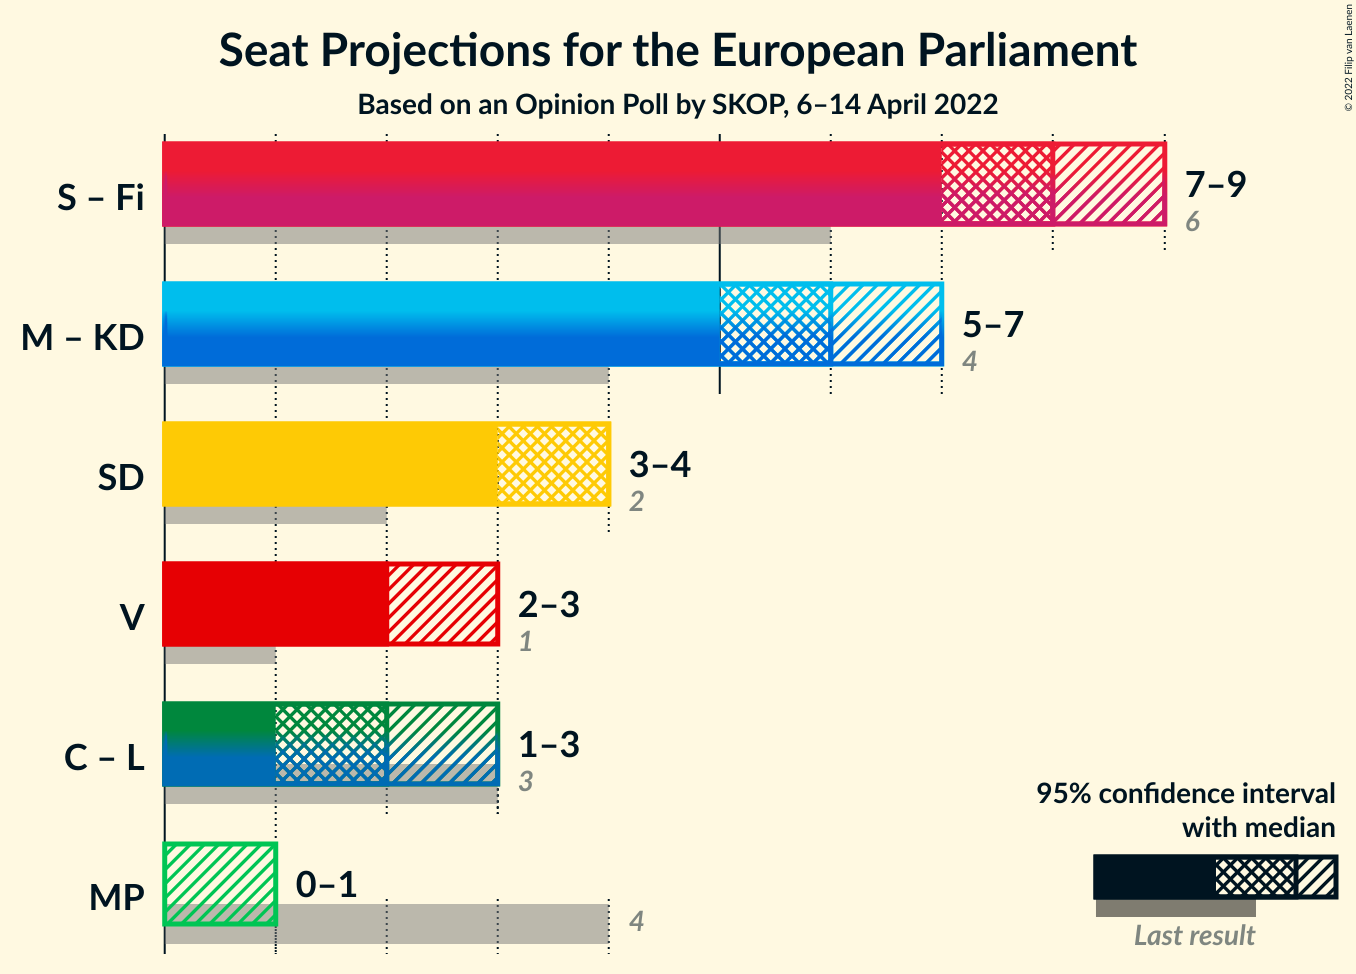 Seat Projections for the European Parliament
Based on an Opinion Poll by SKOP, 6–14 April 2022
© 2022 Filip van Laenen
S – Fi
7–9
6
M – KD
5–7
4
SD
3–4
2
V
2–3
1
C – L
1–3
3
MP
0–1
4
95% confidence interval
with median
Last result